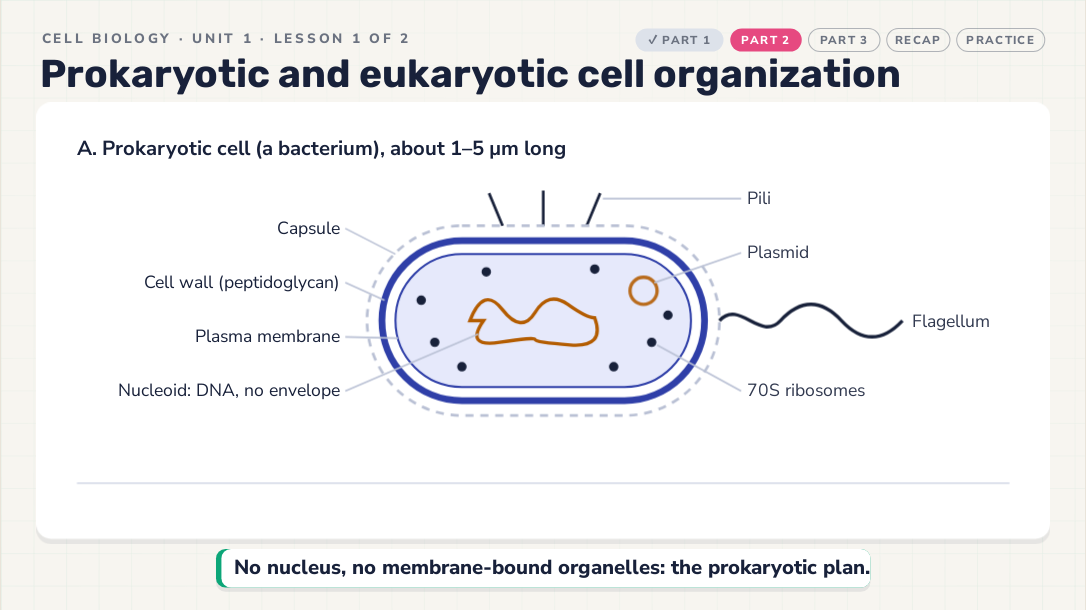 CELL BIOLOGY · UNIT 1 · LESSON 1 OF 2
✓ PART 1
PART 2
PART 3
RECAP
PRACTICE
Prokaryotic and eukaryotic cell organization
A. Prokaryotic cell (a bacterium), about 1–5 µm long
Capsule
Cell wall (peptidoglycan)
Plasma membrane
Nucleoid: DNA, no envelope
Pili
Plasmid
Flagellum
70S ribosomes
No nucleus, no membrane-bound organelles: the prokaryotic plan.